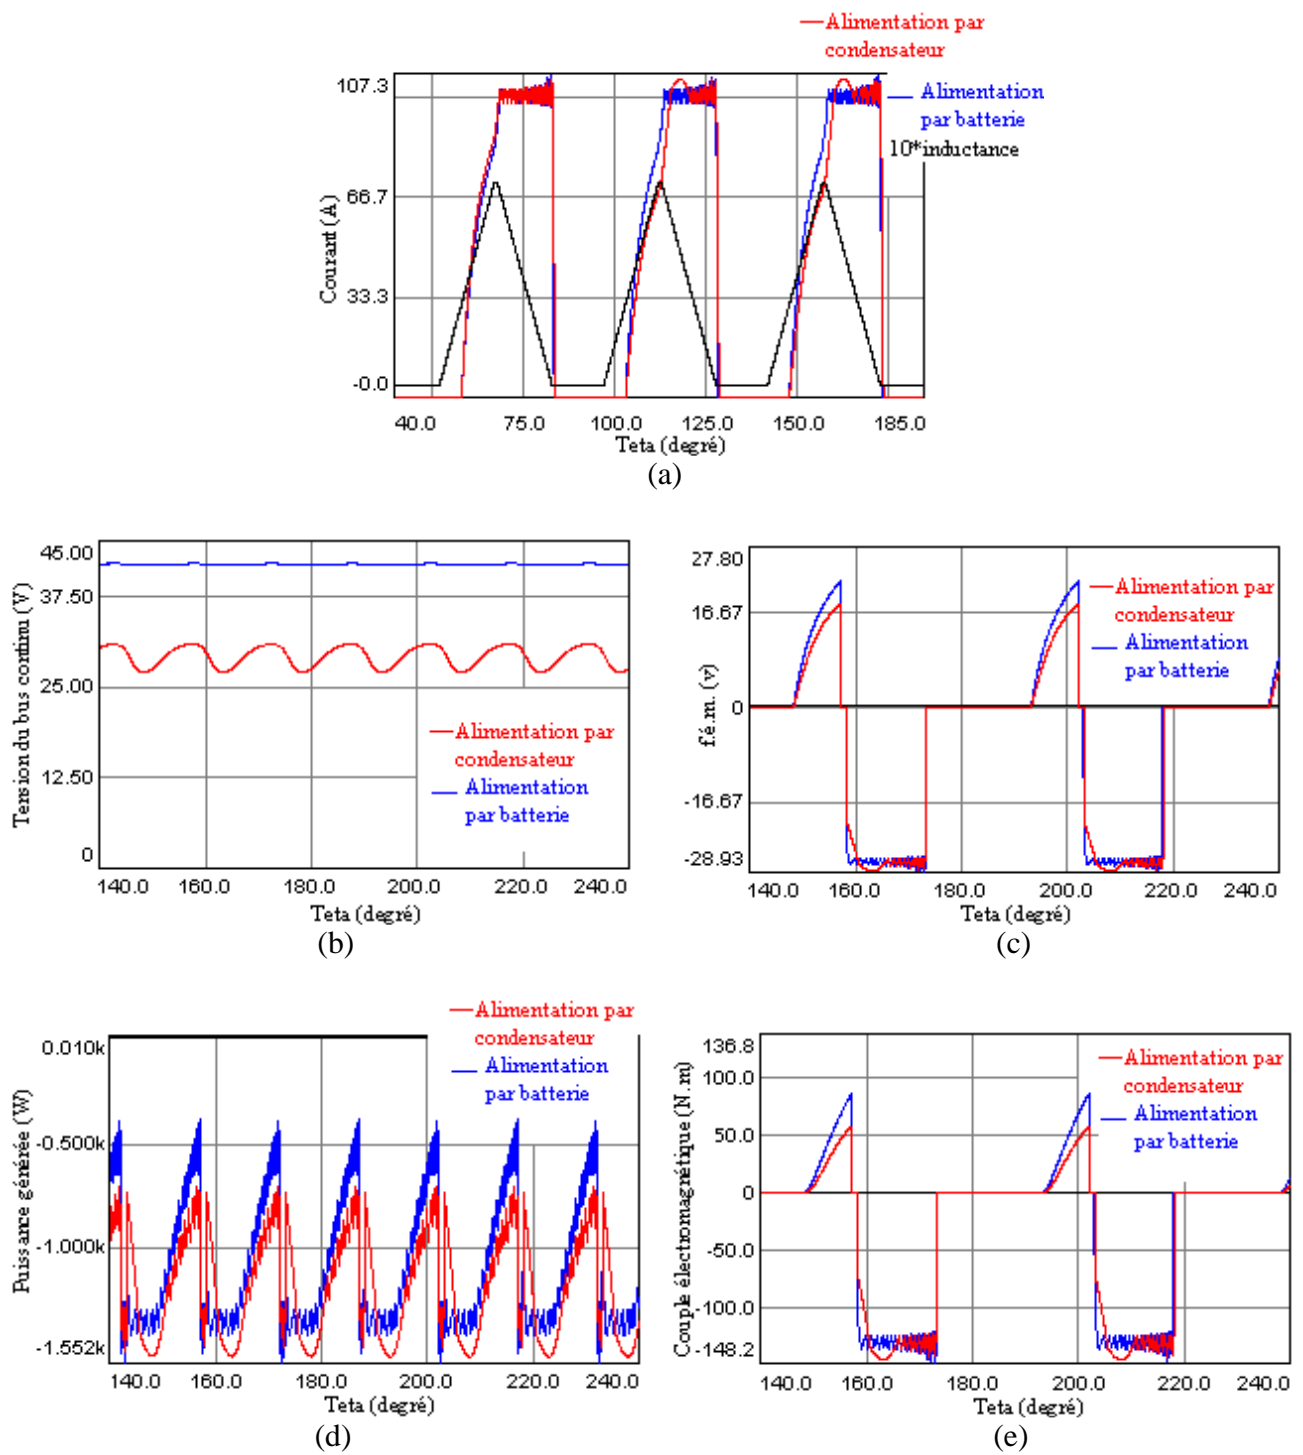 Alimentation par
condensateur
107.3
Alimentation
par batterie
10*inductance
66.7
Courant (A)
33.3
-0.0
40.0 75.0 100.0 125.0 150.0 185.0
Teta (degré)
(a)
45.00
37.50
25.00
12.50
0
Tension du bus continu (V)
Alimentation par
condensateur
Alimentation
par batterie
140.0 160.0 180.0 200.0 220.0 240.0
Teta (degré)
(b)
27.80
16.67
0
-16.67
-28.93
f.é.m. (v)
Alimentation par
condensateur
Alimentation
par batterie
140.0 160.0 180.0 200.0 220.0 240.0
Teta (degré)
(c)
Alimentation par
condensateur
Alimentation
par batterie
0.010k
-0.500k
-1.000k
-1.552k
Puissance générée (W)
140.0 160.0 180.0 200.0 220.0 240.0
Teta (degré)
(d)
136.8
100.0
50.0
0
-50.0
-100.0
-148.2
Couple électromagnétique (N.m)
Alimentation par
condensateur
Alimentation
par batterie
140.0 160.0 180.0 200.0 220.0 240.0
Teta (degré)
(e)